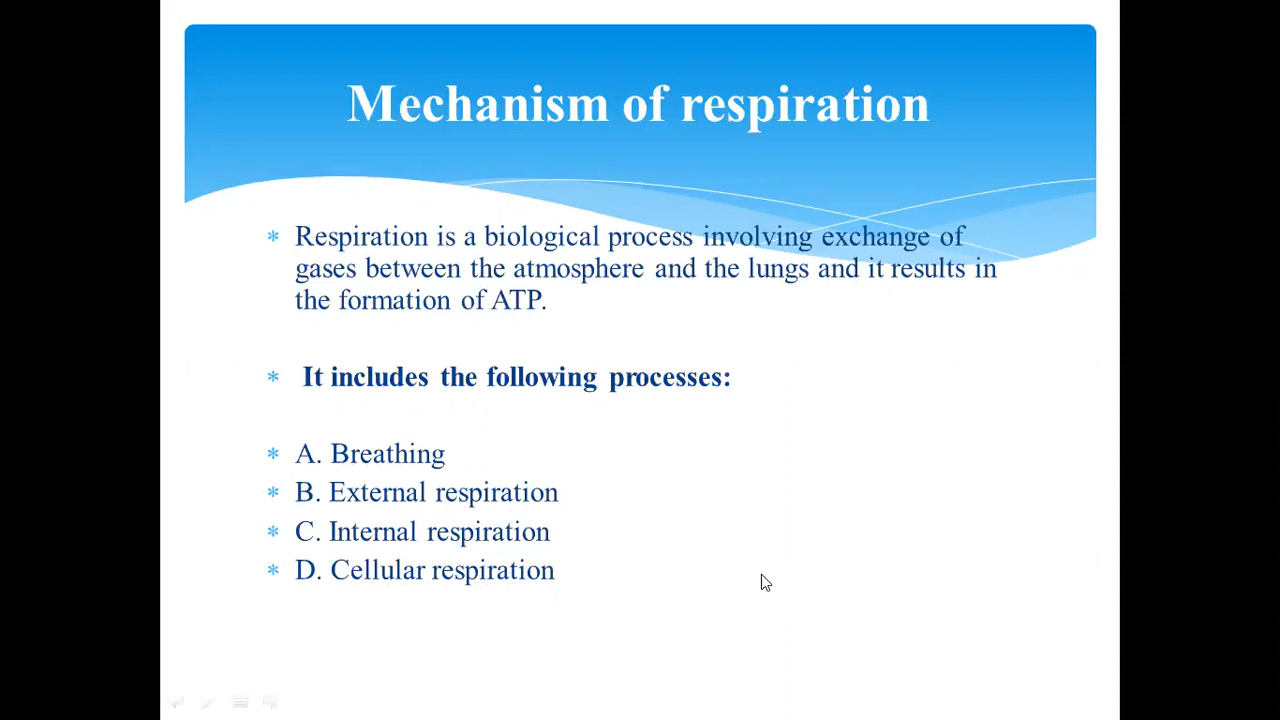 Mechanism of respiration
* Respiration is a biological process involving exchange of
gases between the atmosphere and the lungs and it results in
the formation of ATP.
* It includes the following processes:
* A. Breathing
* B. External respiration
* C. Internal respiration
* D. Cellular respiration